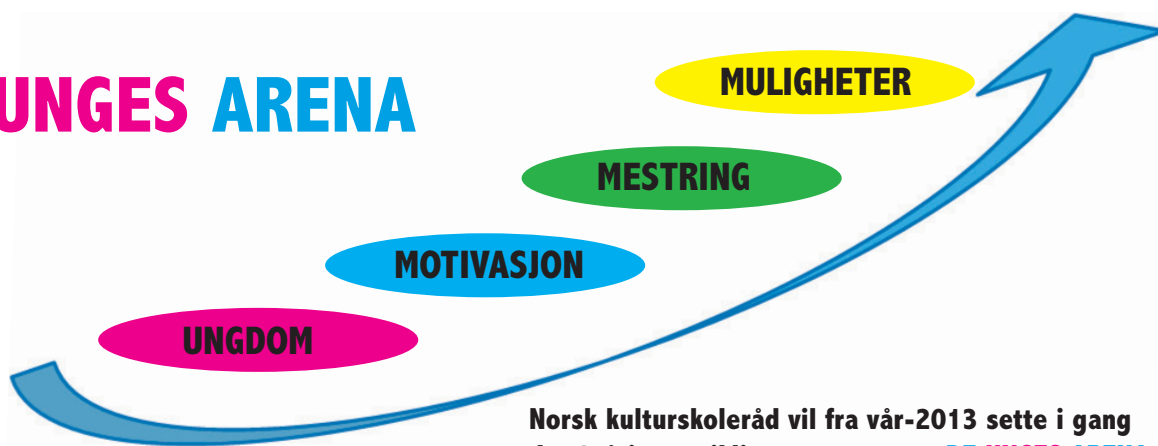 UNGES ARENA
MULIGHETER
MESTRING
MOTIVASJON
UNGDOM
Norsk kulturskoleråd vil fra vår-2013 sette i gang